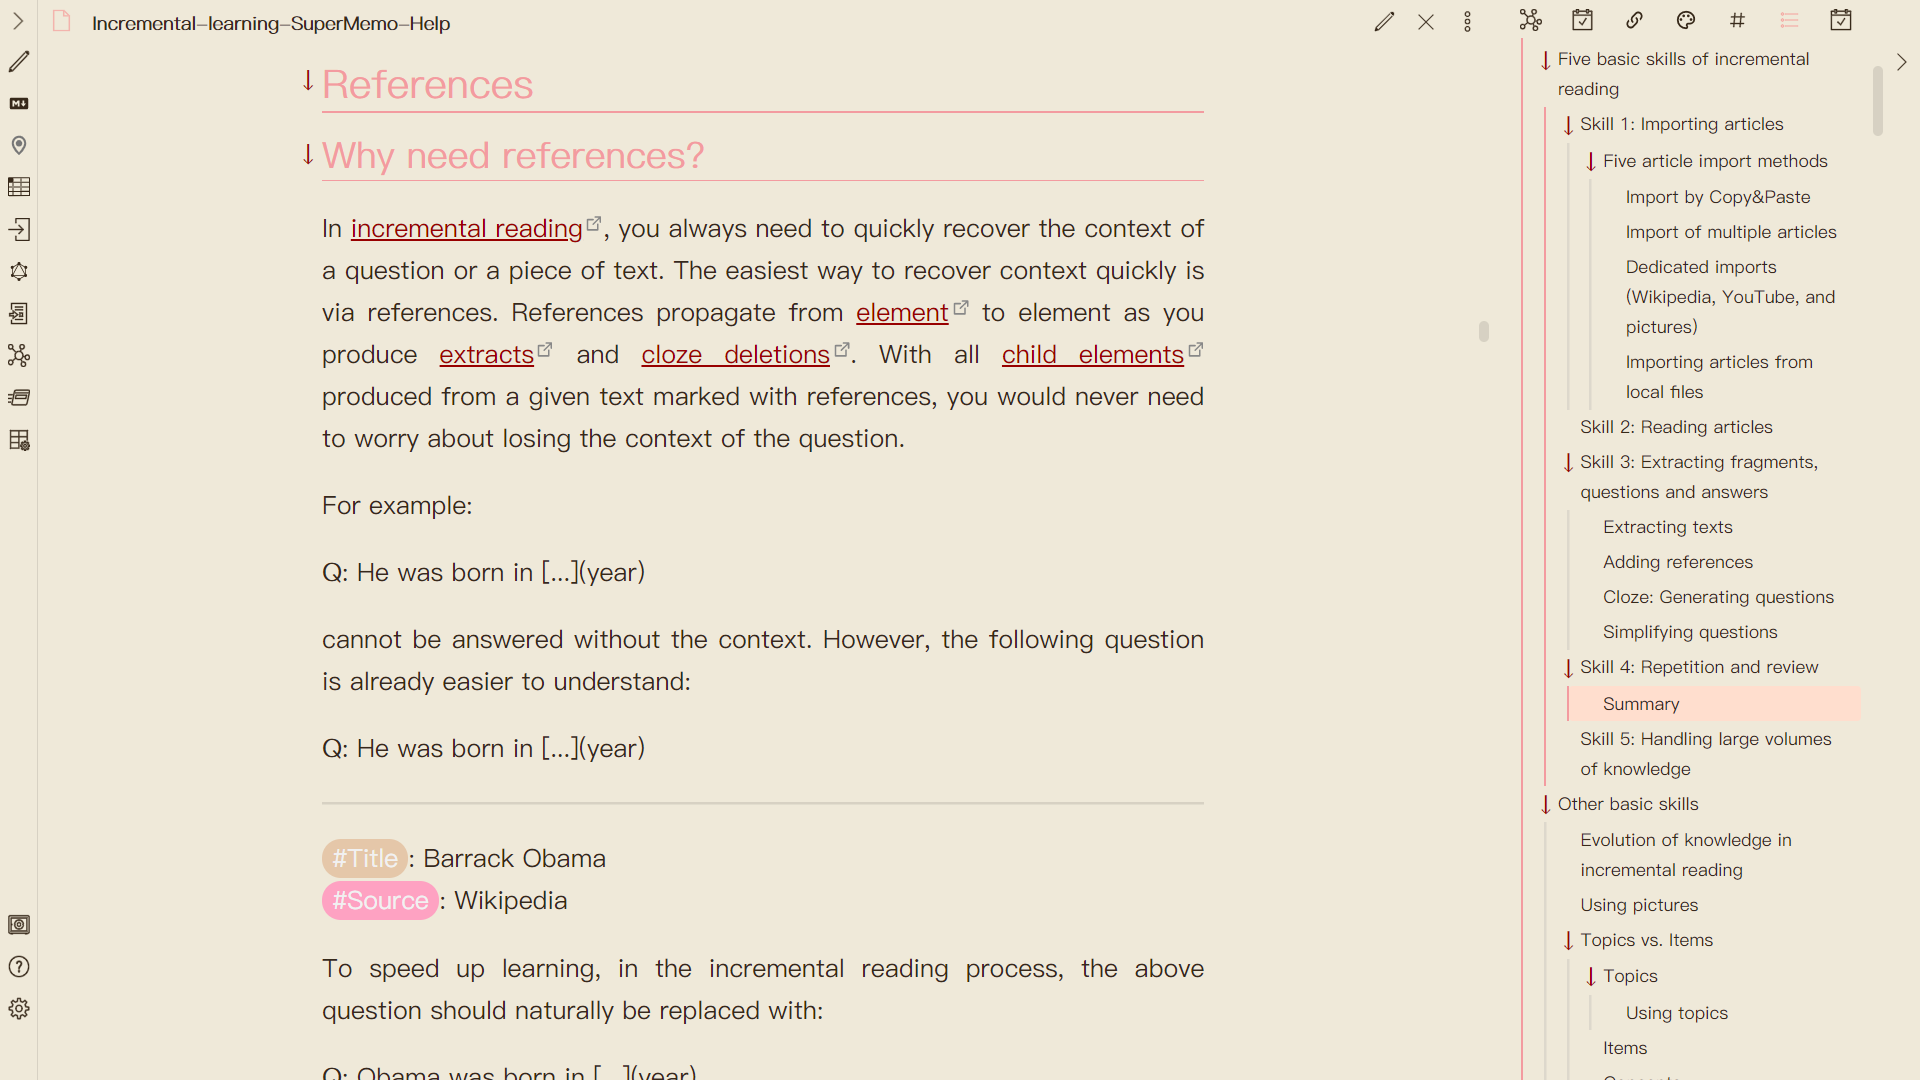 Incremental-learning-SuperMemo-Help
References
Why need references?
In incremental reading, you always need to quickly recover the context of
a question or a piece of text. The easiest way to recover context quickly is
via references. References propagate from element to element as you
produce extracts and cloze deletions. With all child elements
produced from a given text marked with references, you would never need
to worry about losing the context of the question.
For example:
Q: He was born in [...](year)
cannot be answered without the context. However, the following question
is already easier to understand:
Q: He was born in [...](year)
#Title: Barrack Obama
#Source: Wikipedia
To speed up learning, in the incremental reading process, the above
question should naturally be replaced with:
Q: Obama was born in [...](year)
Five basic skills of incremental
reading
Skill 1: Importing articles
Five article import methods
Import by Copy&Paste
Import of multiple articles
Dedicated imports
(Wikipedia, YouTube, and
pictures)
Importing articles from
local files
Skill 2: Reading articles
Skill 3: Extracting fragments,
questions and answers
Extracting texts
Adding references
Cloze: Generating questions
Simplifying questions
Skill 4: Repetition and review
Summary
Skill 5: Handling large volumes
of knowledge
Other basic skills
Evolution of knowledge in
incremental reading
Using pictures
Topics vs. Items
Topics
Using topics
Items